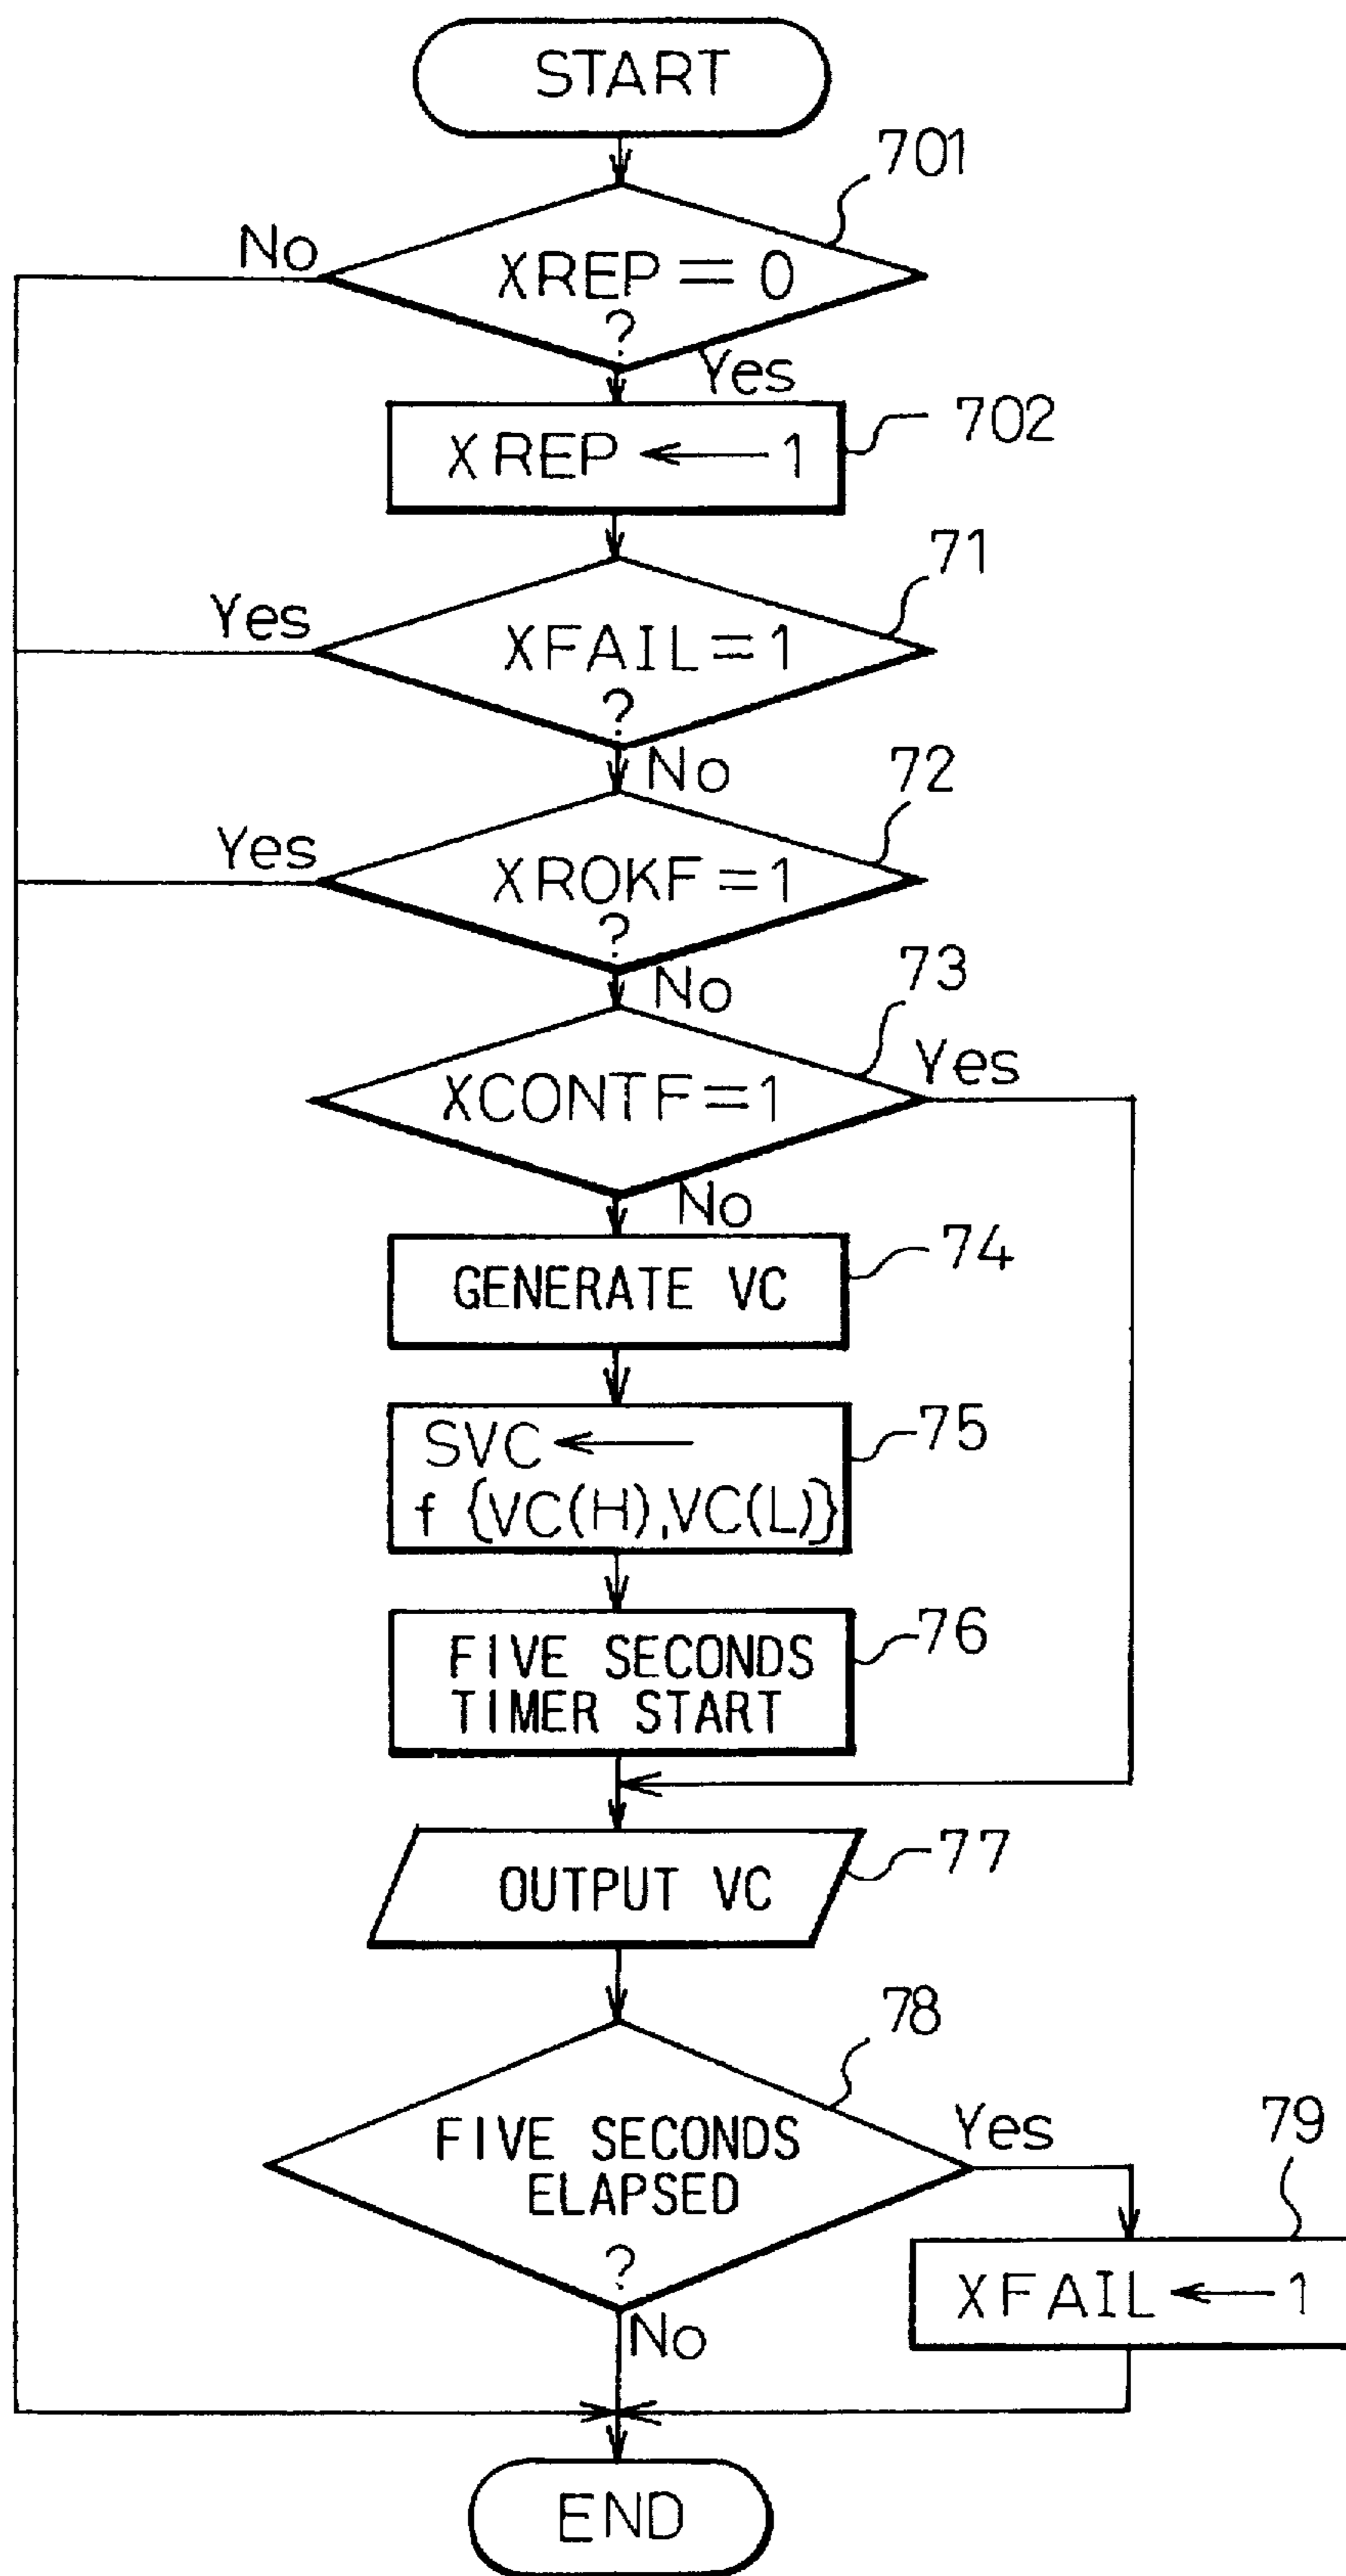 START
701
No
XREP=0
?
Yes
702
XREP←1
71
Yes
XFAIL=1
?
No
72
Yes
XROKF=1
?
No
73
XCONTF=1
Yes
No
74
GENERATE VC
75
SVC←
f {VC(H),VC(L)}
76
FIVE SECONDS
TIMER START
77
OUTPUT VC
78
FIVE SECONDS
ELAPSED
?
Yes
79
XFAIL←1
No
END